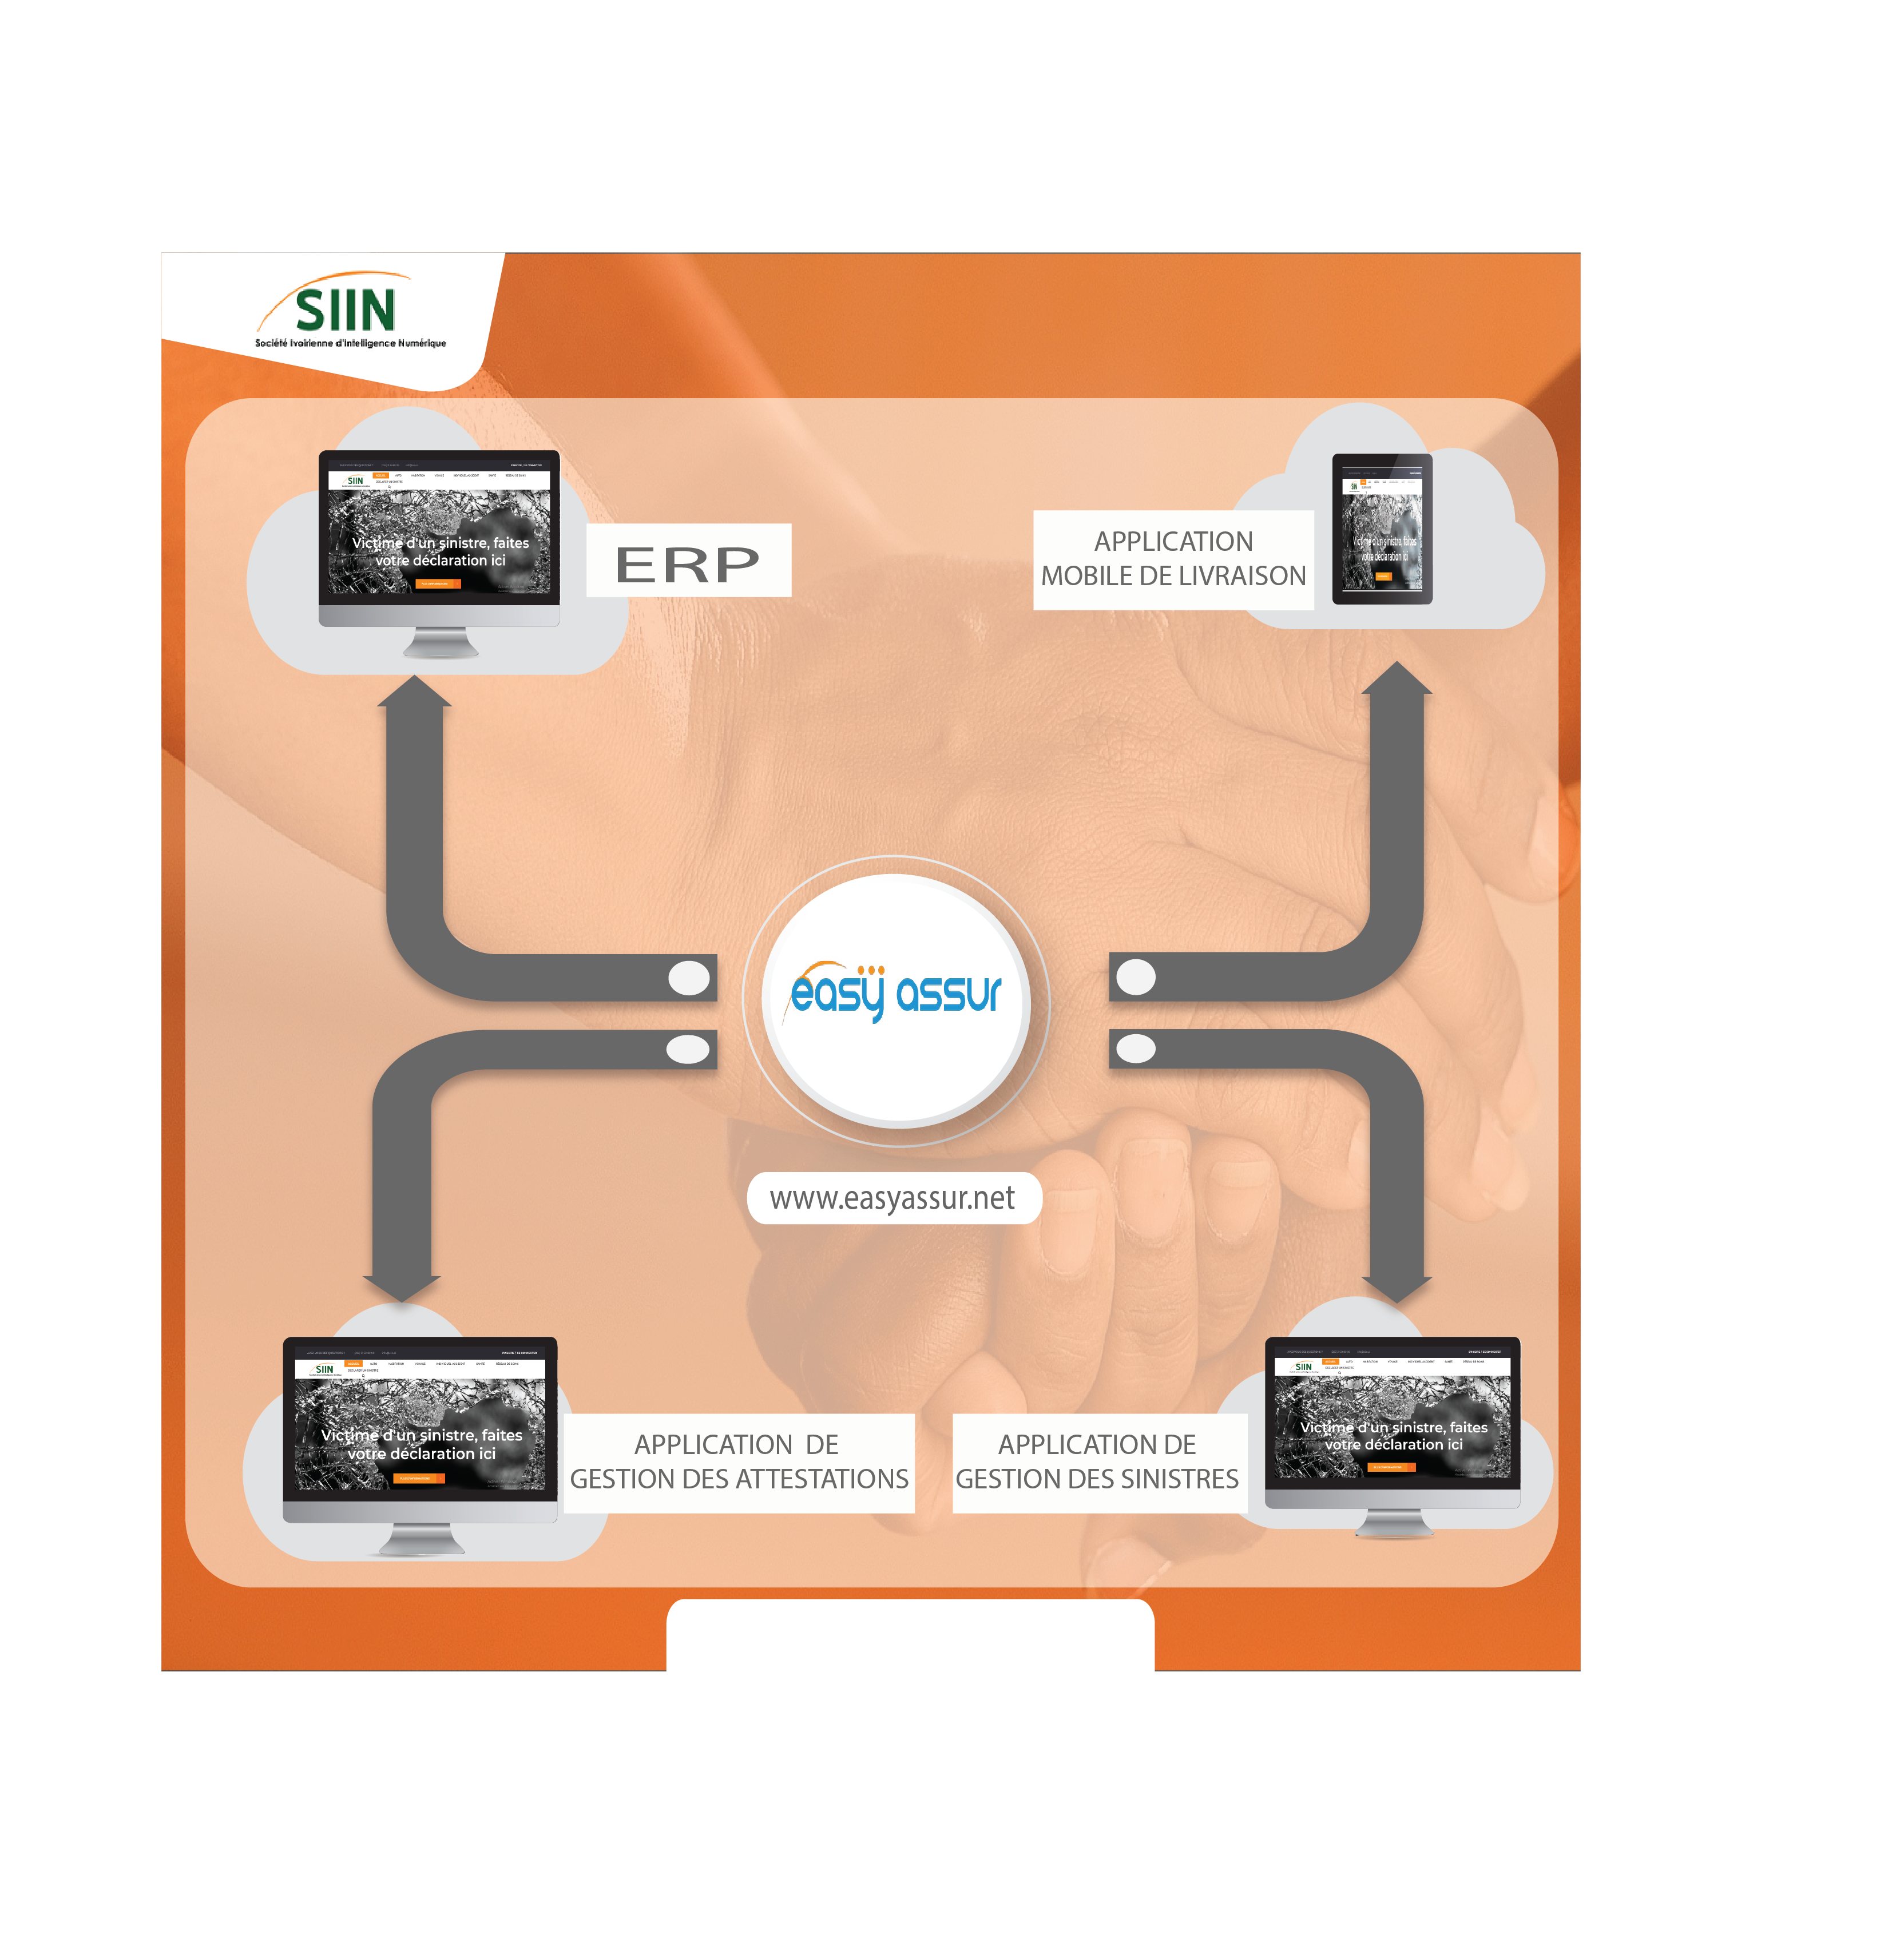 SIIN
Société Ivoirienne d'Intelligence Numérique
SIIN
Victime d'un sinistre, faites
votre déclaration ici
ERP
APPLICATION
MOBILE DE LIVRAISON
SIIN
Victime d'un sinistre, faites
votre déclaration ici
easy assur
www.easyassur.net
SIIN
Victime d'un sinistre, faites
votre déclaration ici
APPLICATION DE
GESTION DES ATTESTATIONS
APPLICATION DE
GESTION DES SINISTRES
SIIN
Victime d'un sinistre, faites
votre déclaration ici